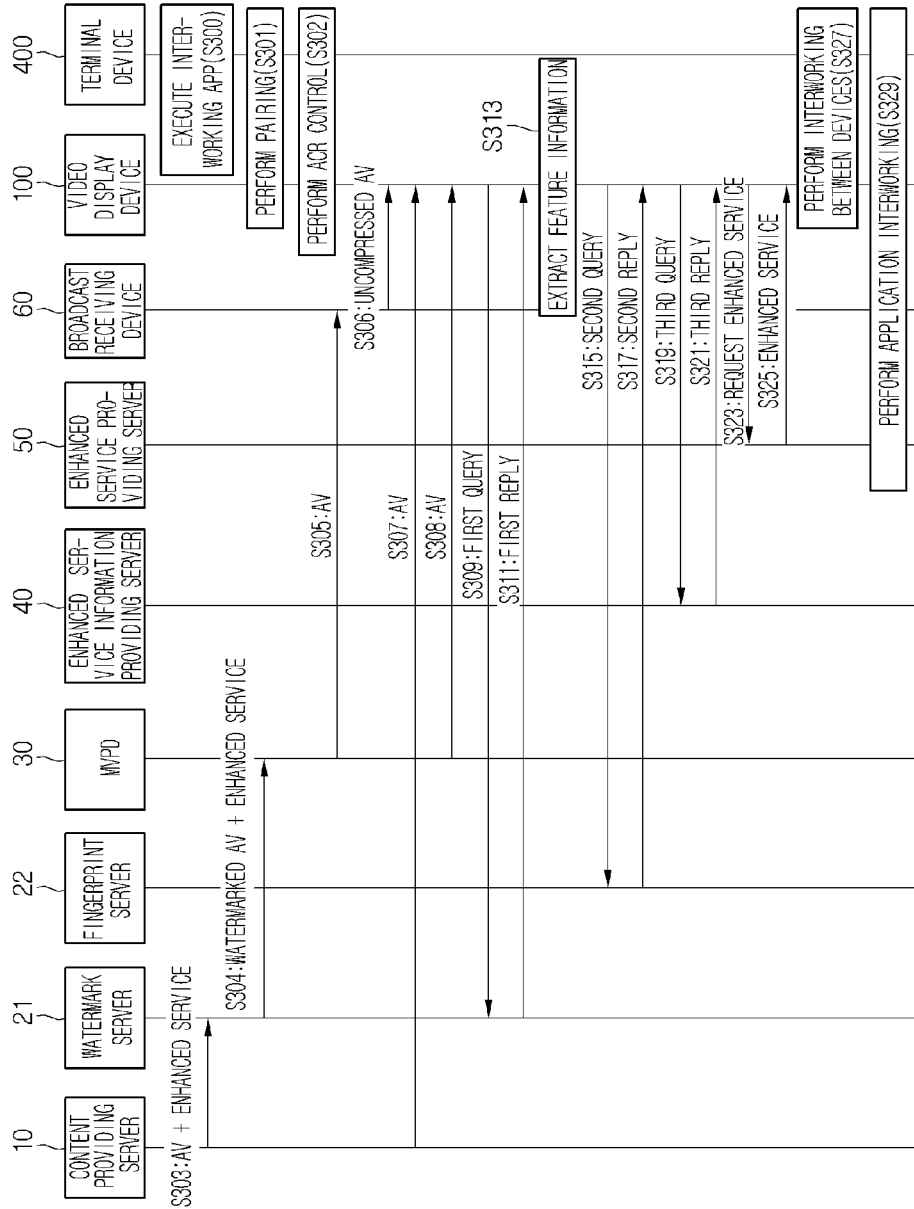 10
21
22
30
40
50
60
100
400
CONTENT
PROVIDING
SERVER
WATERMARK
SERVER
FINGERPRINT
SERVER
MVPD
ENHANCED SER-
VICE INFORMATION
PROVIDING SERVER
ENHANCED
SERVICE PRO-
VIDING SERVER
BROADCAST
RECEIVING
DEVICE
VIDEO
DISPLAY
DEVICE
TERMINAL
DEVICE
EXECUTE INTER-
WORKING APP(S300)
PERFORM PAIRING(S301)
PERFORM ACR CONTROL(S302)
S303:AV + ENHANCED SERVICE
S304:WATERMARKED AV + ENHANCED SERVICE
S305:AV
S306:UNCOMPRESSED AV
S307:AV
S308:AV
S309:FIRST QUERY
S311:FIRST REPLY
S313
EXTRACT FEATURE INFORMATION
S315:SECOND QUERY
S317:SECOND REPLY
S319:THIRD QUERY
S321:THIRD REPLY
S323:REQUEST ENHANCED SERVICE
S325:ENHANCED SERVICE
PERFORM INTERWORKING
BETWEEN DEVICES(S327)
PERFORM APPLICATION INTERWORKING(S329)